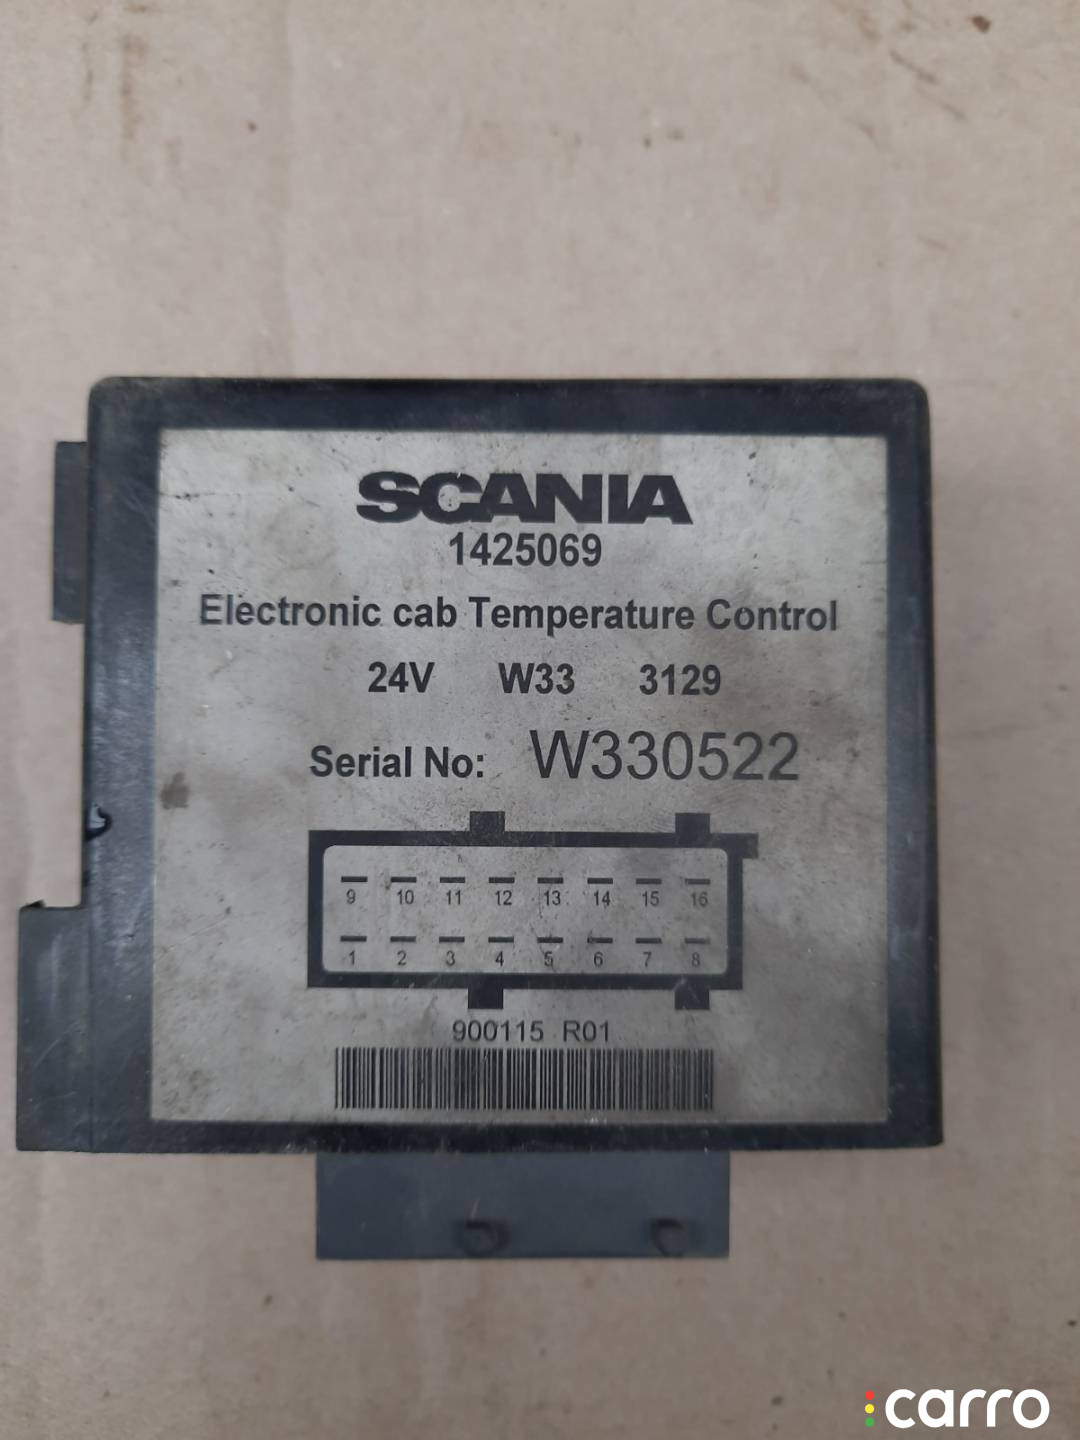 SCANIA
1425069
Electronic cab Temperature Control
24V W33 3129
Serial No: W330522
9 10 11 12 13 14 15 16
1 2 3 4 5 6 7 8
900115 R01
carro